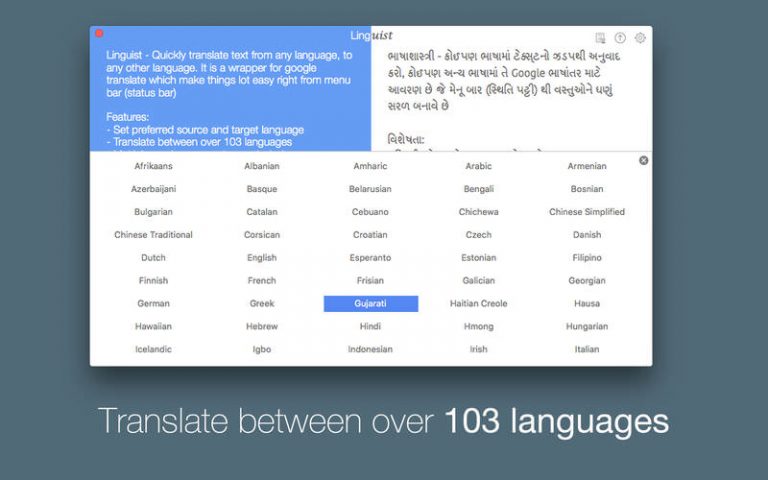 Linguist
Linguist - Quickly translate text from any language, to
any other language. It is a wrapper for google
translate which make things lot easy right from menu
bar (status bar)
Features:
- Set preferred source and target language
- Translate between over 103 languages
ભાષાશાસ્ત્રી - કોઇપણ ભાષામાં ટેક્સ્ટનો ઝડપથી અનુવાદ
કરો, કોઇપણ અન્ય ભાષામાં તે Google ભાષાંતર માટે
આવરણ છે જે મેનૂ બાર (સ્થિતિ પટ્ટી) થી વસ્તુઓને ઘણું
સરળ બનાવે છે
વિશેષતા:
Afrikaans Albanian Amharic Arabic Armenian
Azerbaijani Basque Belarusian Bengali Bosnian
Bulgarian Catalan Cebuano Chichewa Chinese Simplified
Chinese Traditional Corsican Croatian Czech Danish
Dutch English Esperanto Estonian Filipino
Finnish French Frisian Galician Georgian
German Greek Gujarati Haitian Creole Hausa
Hawaiian Hebrew Hindi Hmong Hungarian
Icelandic Igbo Indonesian Irish Italian
Translate between over 103 languages